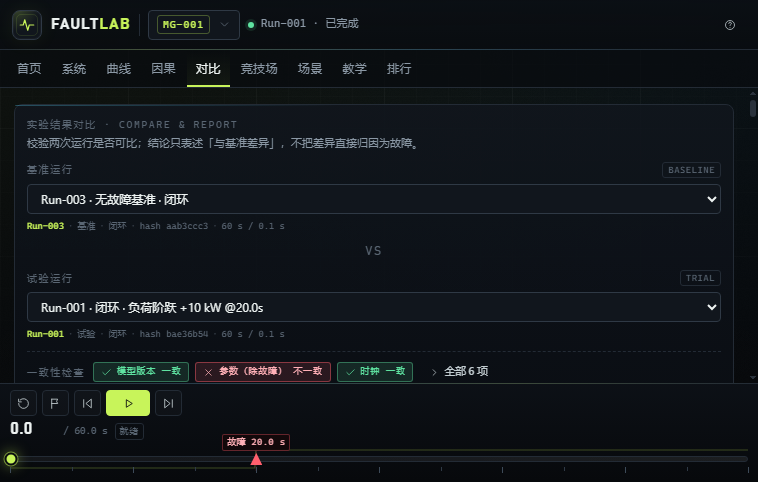 FAULTLAB MG-001 Run-001 · 已完成
首页 系统 曲线 因果 对比 竞技场 场景 教学 排行
实验结果对比 · COMPARE & REPORT
校验两次运行是否可比；结论只表述「与基准差异」，不把差异直接归因为故障。
基准运行 BASELINE
Run-003 · 无故障基准 · 闭环
Run-003 · 基准 · 闭环 · hash aab3ccc3 · 60 s / 0.1 s
VS
试验运行 TRIAL
Run-001 · 闭环 · 负荷阶跃 +10 kW @20.0s
Run-001 · 试验 · 闭环 · hash bae36b54 · 60 s / 0.1 s
一致性检查 模型版本 一致 参数（除故障） 不一致 时钟 一致 全部 6 项
0.0 / 60.0 s 就绪
故障 20.0 s